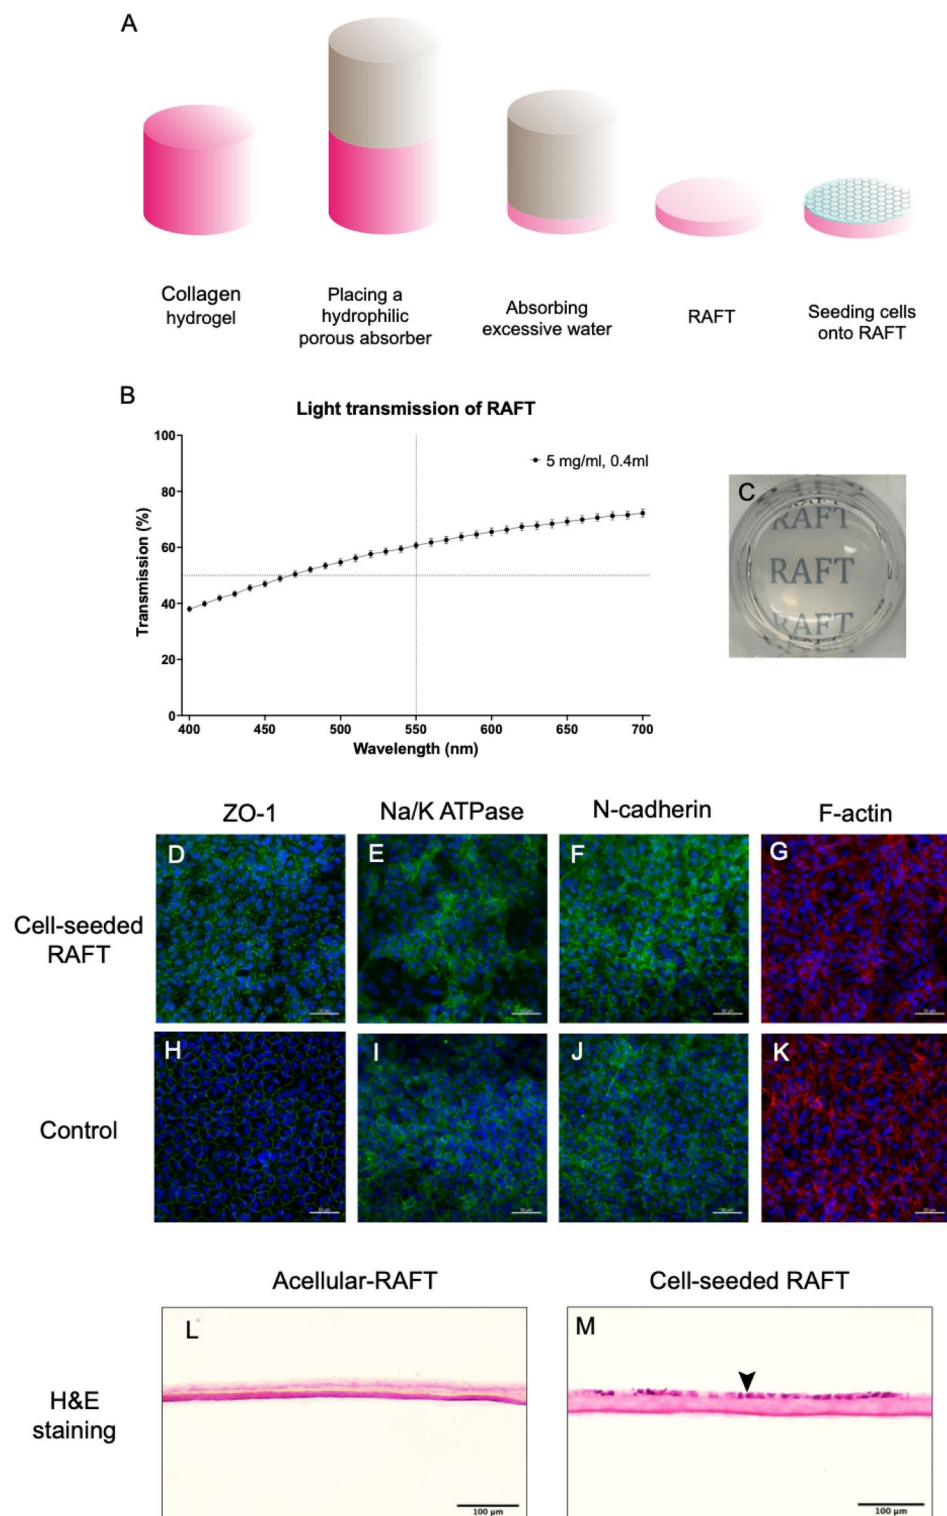 A
Collagen
hydrogel
Placing a
hydrophilic
porous absorber
Absorbing
excessive water
RAFT
Seeding cells
onto RAFT
B
Light transmission of RAFT
5 mg/ml, 0.4ml
Transmission (%)
100
80
60
40
20
0
400
450
500
550
600
650
700
Wavelength (nm)
C
RAFT
RAFT
RAFT
ZO-1
Na/K ATPase
N-cadherin
F-actin
Cell-seeded
RAFT
D
E
F
G
Control
H
I
J
K
Acellular-RAFT
Cell-seeded RAFT
H&E
staining
L
100 µm
M
100 µm